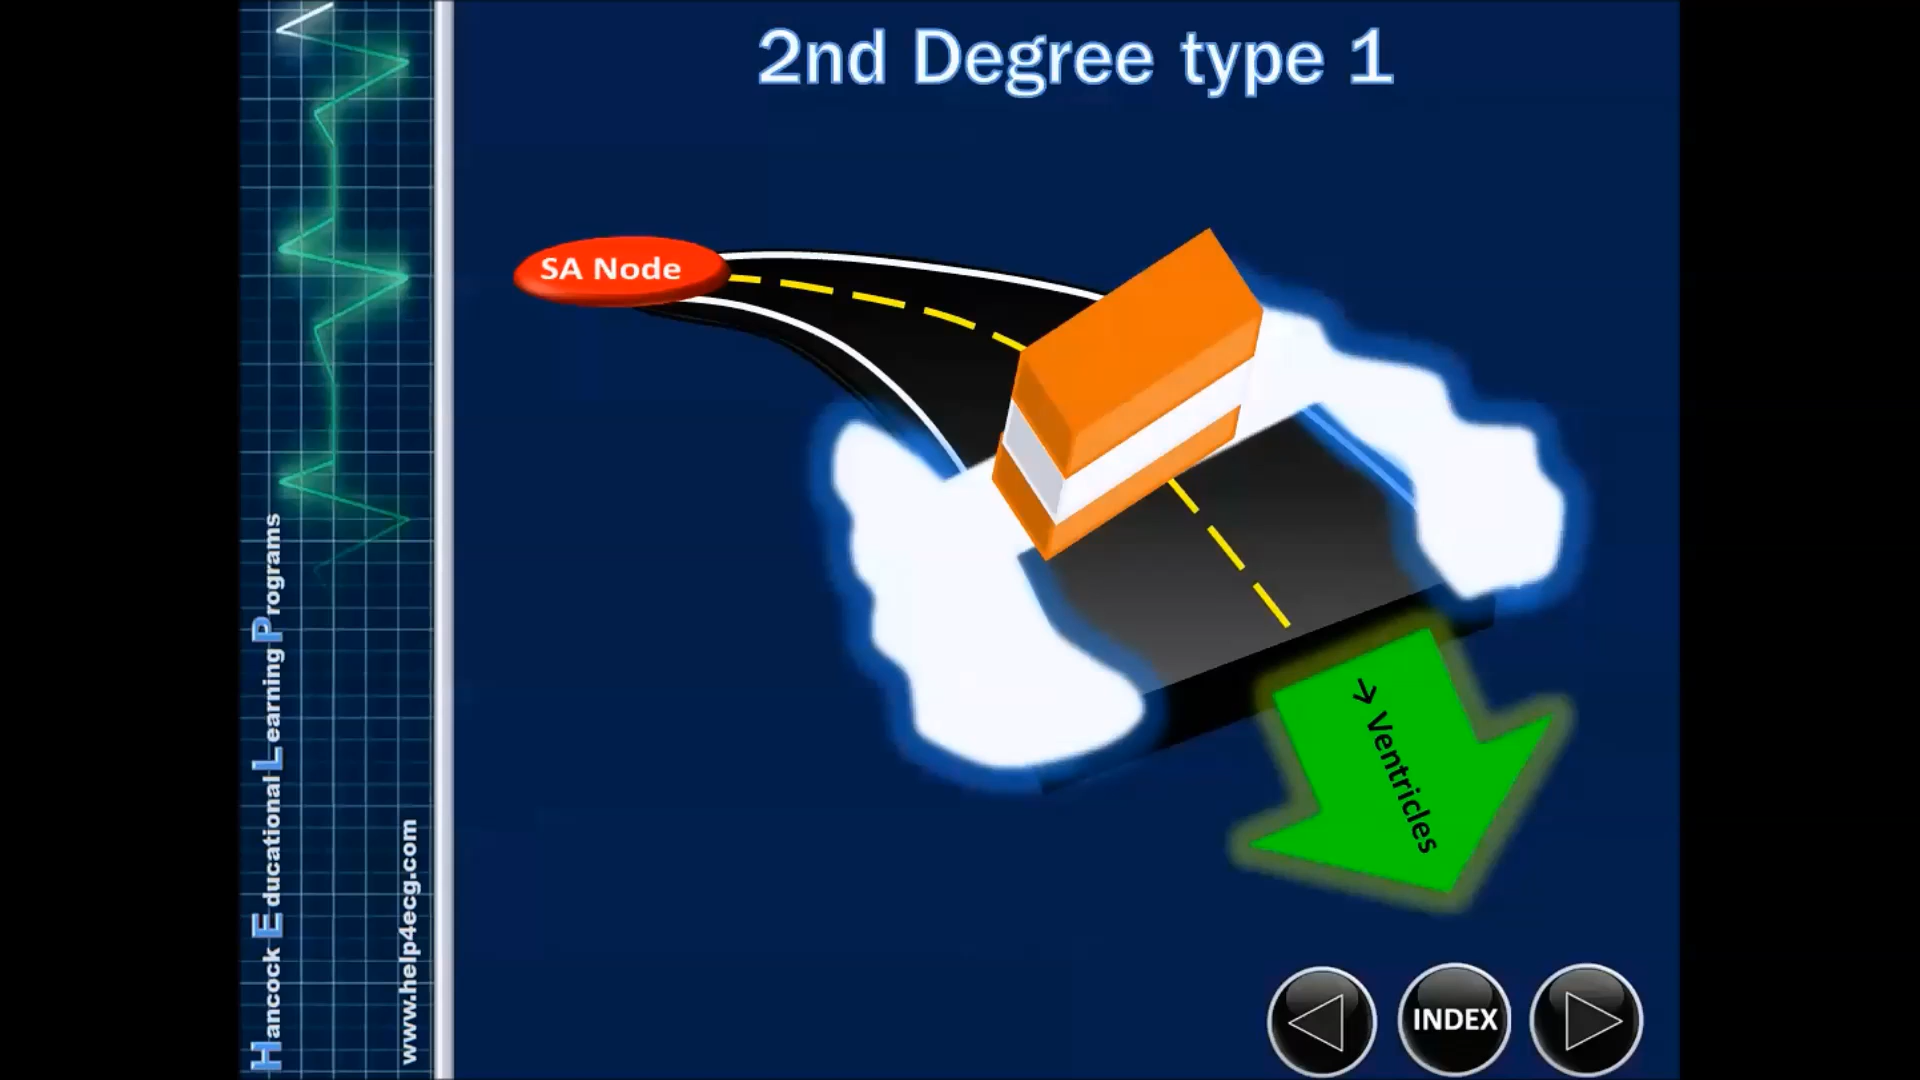 2nd Degree type 1
SA Node
→ Ventricles
Hancock Educational Learning Programs
www.help4ecg.com
INDEX